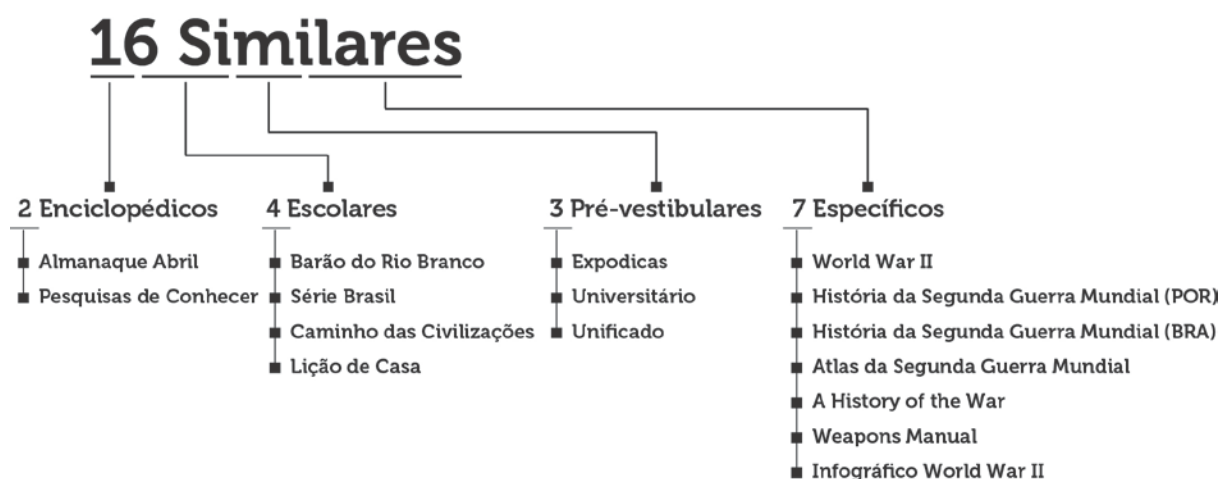 16 Similares
2 Enciclopédicos
Almanaque Abril
Pesquisas de Conhecer
4 Escolares
Barão do Rio Branco
Série Brasil
Caminho das Civilizações
Lição de Casa
3 Pré-vestibulares
Expodicas
Universitário
Unificado
7 Específicos
World War II
História da Segunda Guerra Mundial (POR)
História da Segunda Guerra Mundial (BRA)
Atlas da Segunda Guerra Mundial
A History of the War
Weapons Manual
Infográfico World War II